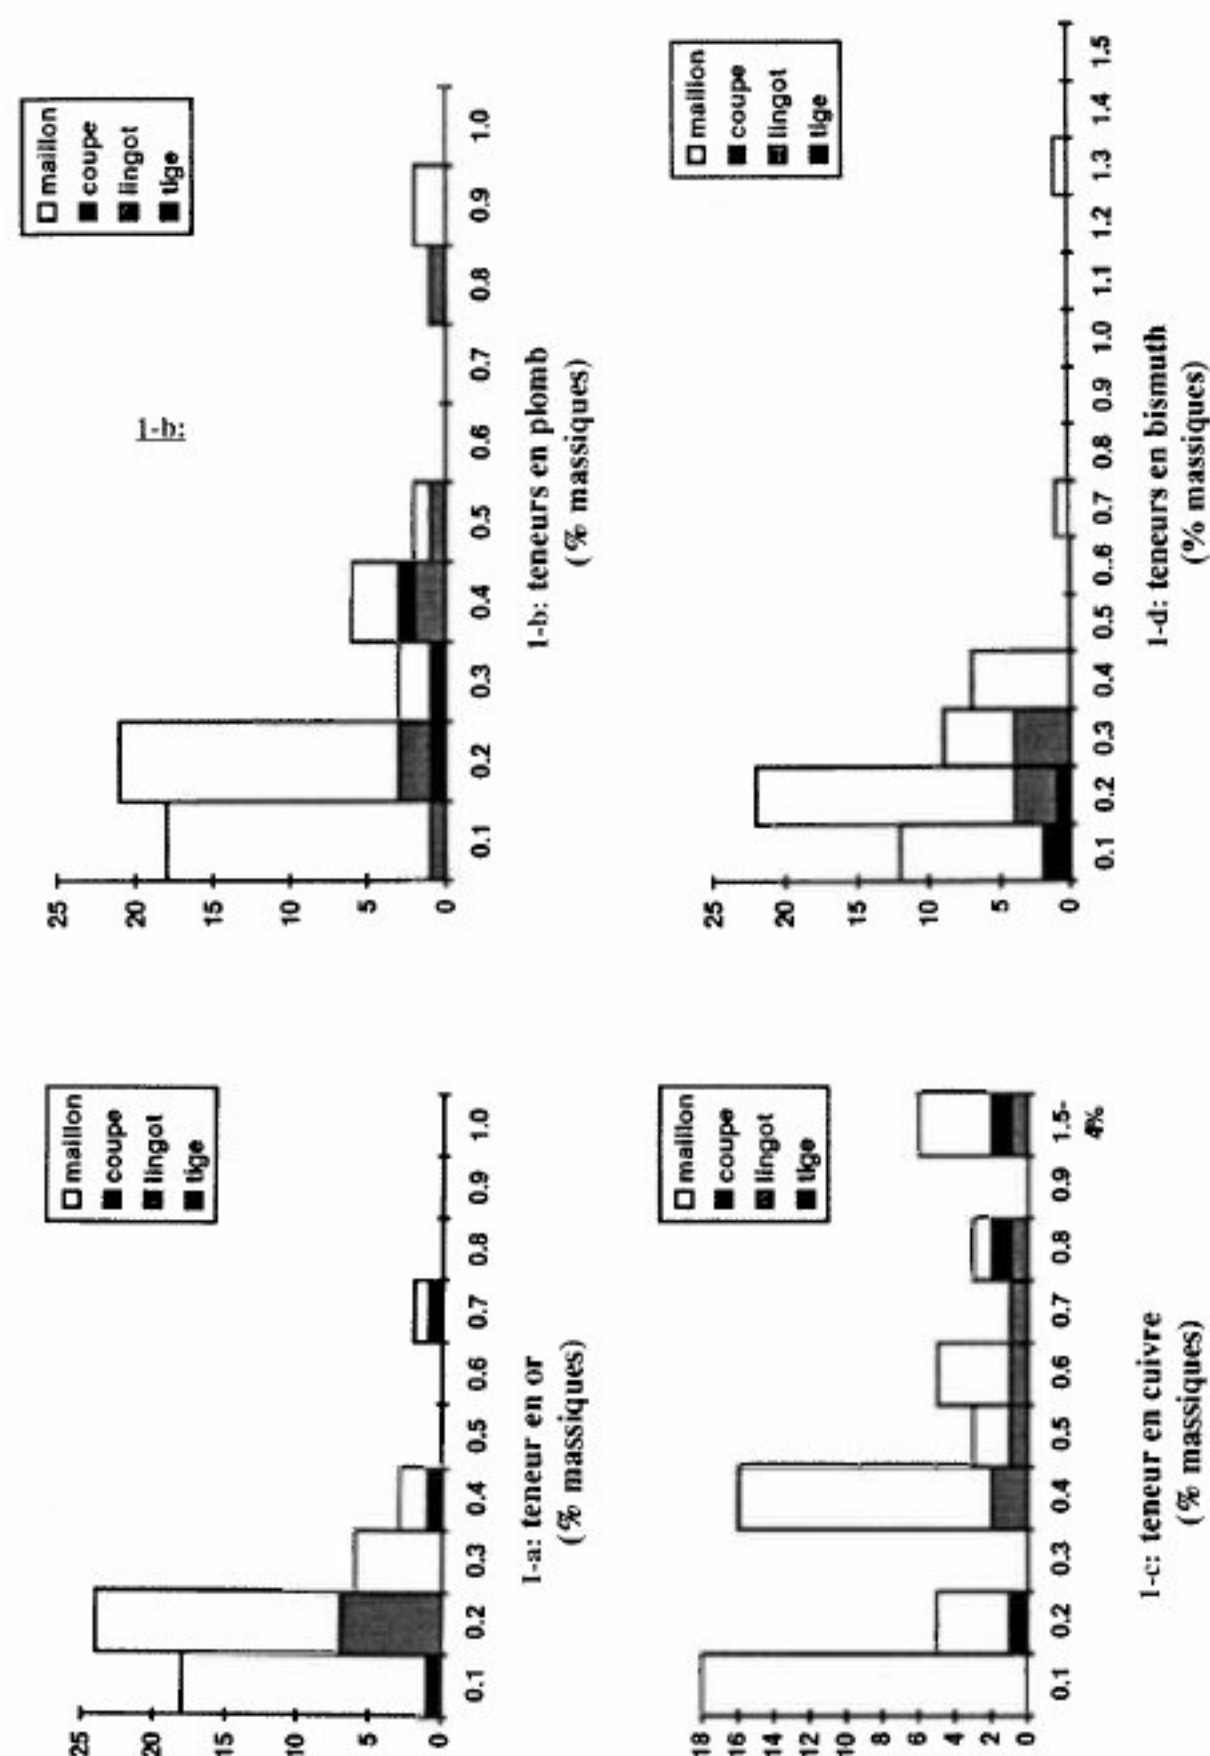 25
20
15
10
5
0
0.1 0.2 0.3 0.4 0.5 0.6 0.7 0.8 0.9 1.0
maillon
coupe
lingot
tige
1-a: teneur en or
(% massiques)
1-b:
25
20
15
10
5
0
0.1 0.2 0.3 0.4 0.5 0.6 0.7 0.8 0.9 1.0
maillon
coupe
lingot
tige
1-b: teneurs en plomb
(% massiques)
18
16
14
12
10
8
6
4
2
0
0.1 0.2 0.3 0.4 0.5 0.6 0.7 0.8 0.9 1.5-
4%
maillon
coupe
lingot
tige
1-c: teneur en cuivre
(% massiques)
25
20
15
10
5
0
0.1 0.2 0.3 0.4 0.5 0..6 0.7 0.8 0.9 1.0 1.1 1.2 1.3 1.4 1.5
maillon
coupe
lingot
tige
1-d: teneurs en bismuth
(% massiques)